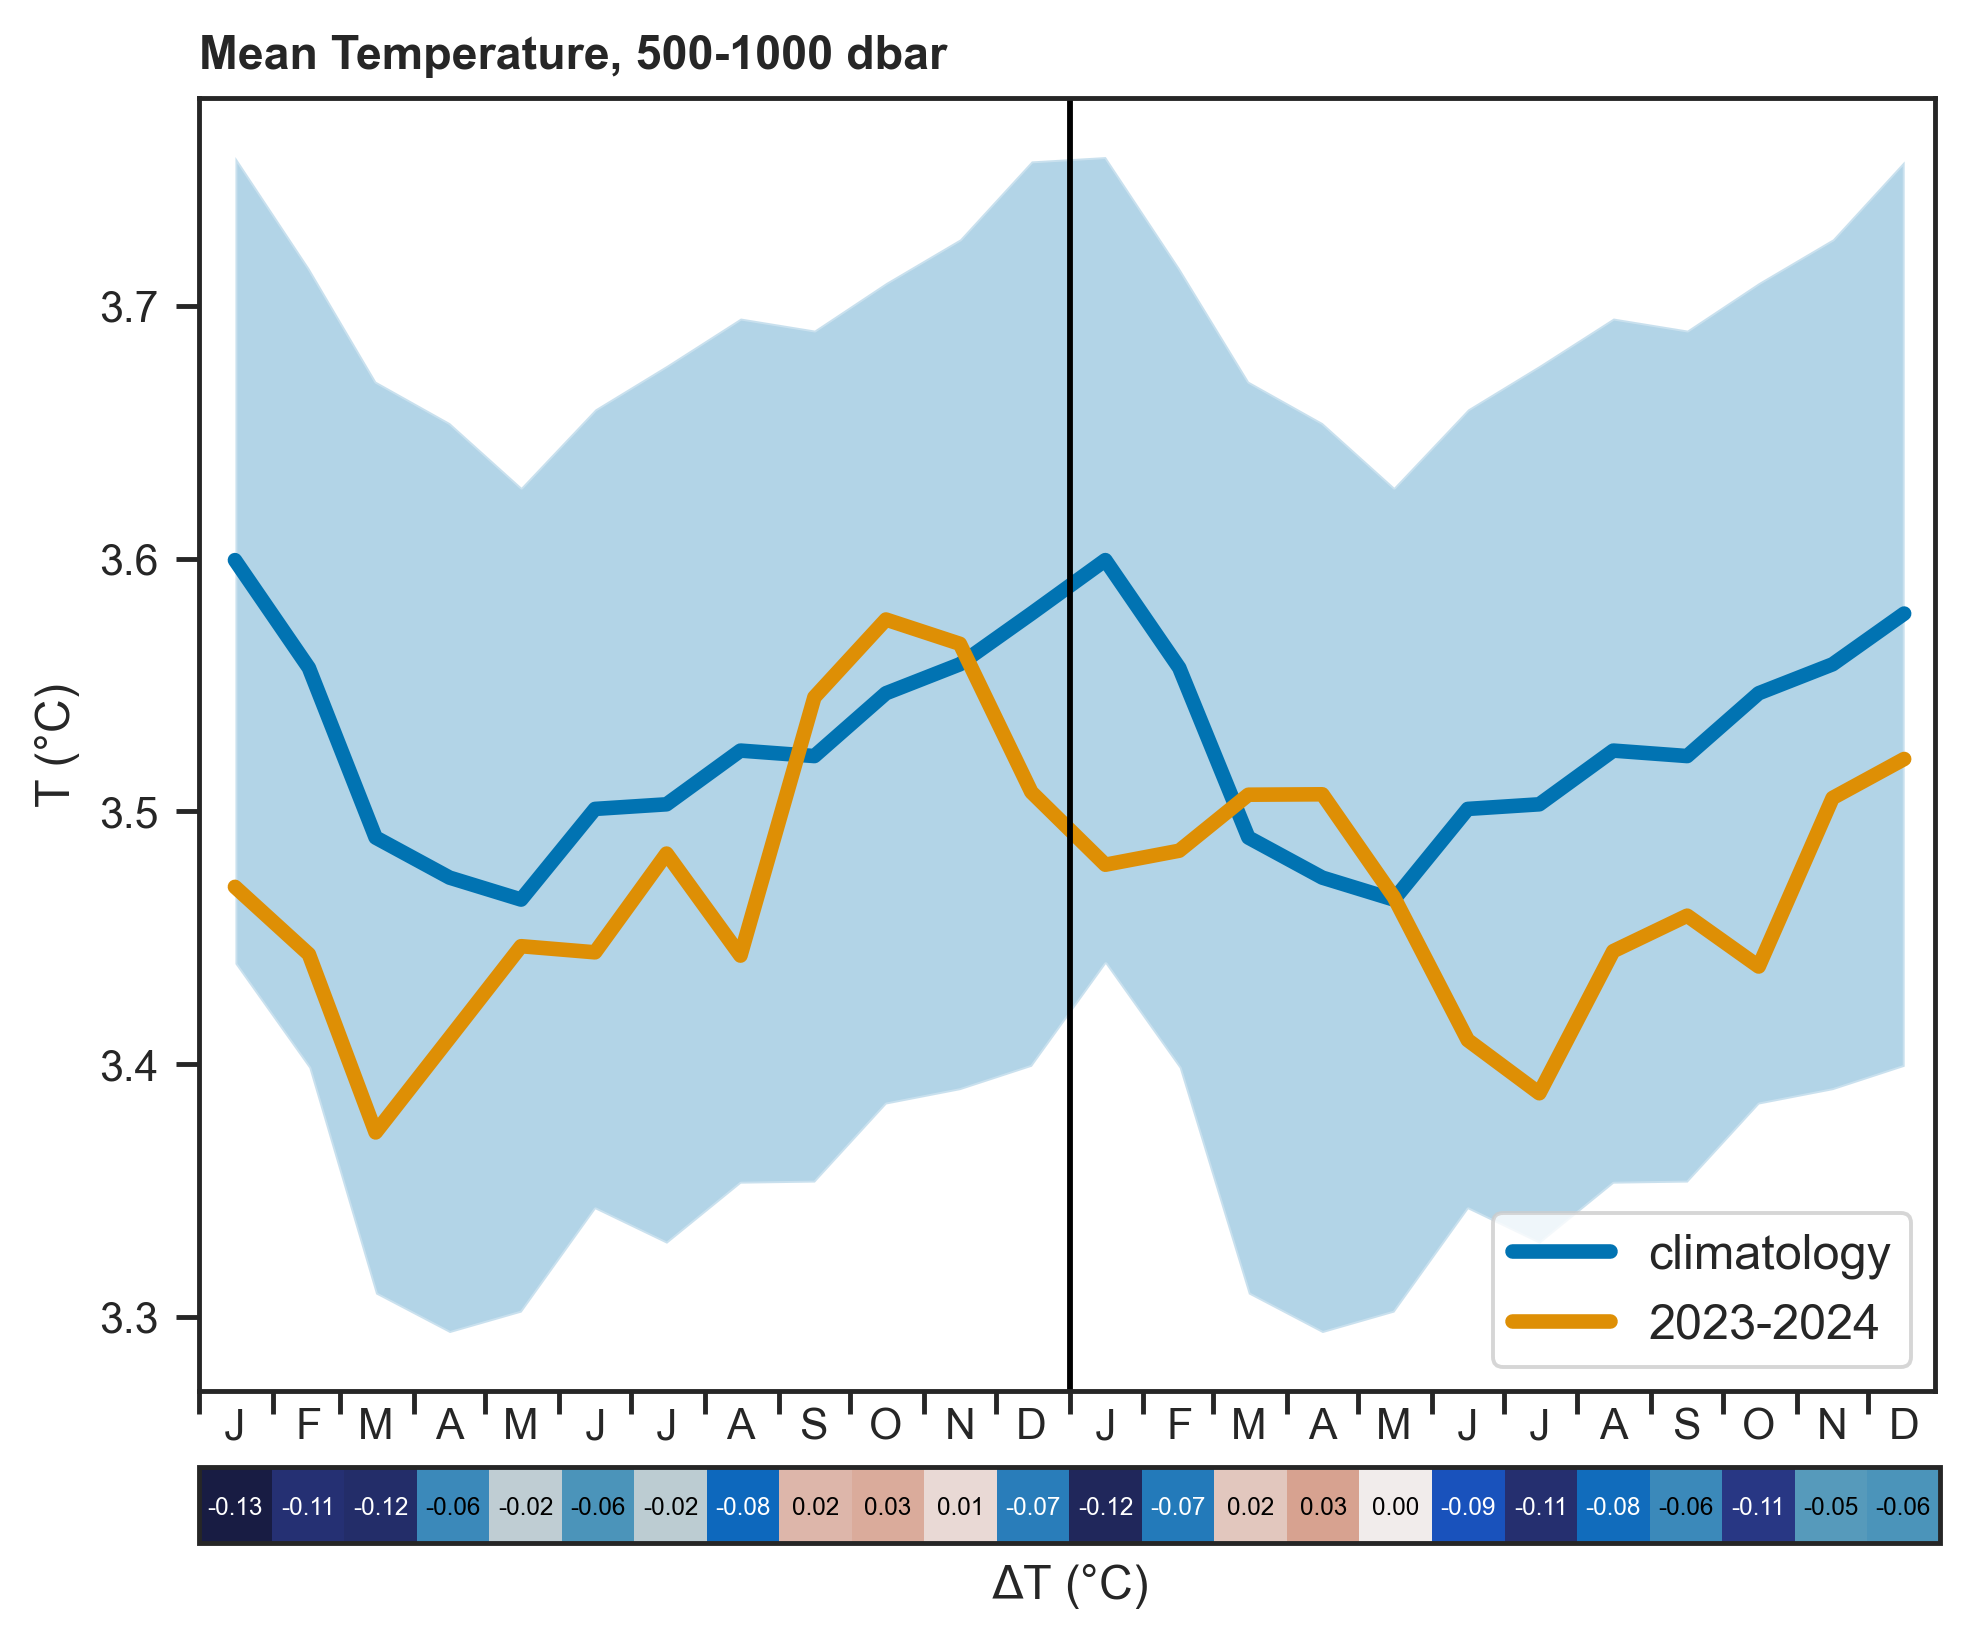 Mean Temperature, 500-1000 dbar
T (°C)
3.7
3.6
3.5
3.4
3.3
climatology
2023-2024
J F M A M J J A S O N D J F M A M J J A S O N D
-0.13 -0.11 -0.12 -0.06 -0.02 -0.06 -0.02 -0.08 0.02 0.03 0.01 -0.07 -0.12 -0.07 0.02 0.03 0.00 -0.09 -0.11 -0.08 -0.06 -0.11 -0.05 -0.06
ΔT (°C)